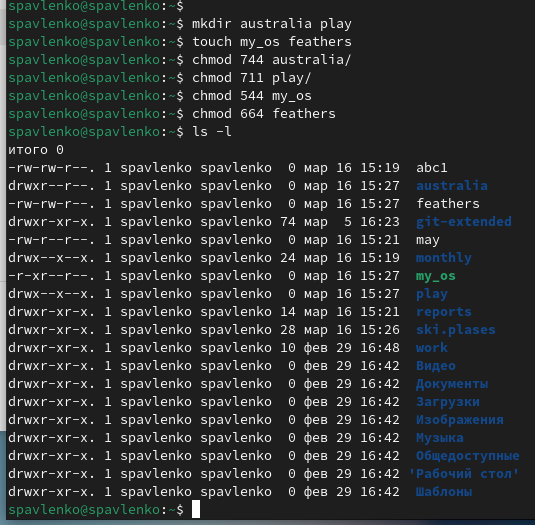 spavlenko@spavlenko:~$
spavlenko@spavlenko:~$ mkdir australia play
spavlenko@spavlenko:~$ touch my_os feathers
spavlenko@spavlenko:~$ chmod 744 australia/
spavlenko@spavlenko:~$ chmod 711 play/
spavlenko@spavlenko:~$ chmod 544 my_os
spavlenko@spavlenko:~$ chmod 664 feathers
spavlenko@spavlenko:~$ ls -l
итого 0
-rw-rw-r--. 1 spavlenko spavlenko  0 мар 16 15:19  abc1
drwxr--r--. 1 spavlenko spavlenko  0 мар 16 15:27  australia
-rw-rw-r--. 1 spavlenko spavlenko  0 мар 16 15:27  feathers
drwxr-xr-x. 1 spavlenko spavlenko 74 мар  5 16:23  git-extended
-rw-r--r--. 1 spavlenko spavlenko  0 мар 16 15:21  may
drwx--x--x. 1 spavlenko spavlenko 24 мар 16 15:19  monthly
-r-xr--r--. 1 spavlenko spavlenko  0 мар 16 15:27  my_os
drwx--x--x. 1 spavlenko spavlenko  0 мар 16 15:27  play
drwxr-xr-x. 1 spavlenko spavlenko 14 мар 16 15:21  reports
drwxr-xr-x. 1 spavlenko spavlenko 28 мар 16 15:26  ski.plases
drwxr-xr-x. 1 spavlenko spavlenko 10 фев 29 16:48  work
drwxr-xr-x. 1 spavlenko spavlenko  0 фев 29 16:42  Видео
drwxr-xr-x. 1 spavlenko spavlenko  0 фев 29 16:42  Документы
drwxr-xr-x. 1 spavlenko spavlenko  0 фев 29 16:42  Загрузки
drwxr-xr-x. 1 spavlenko spavlenko  0 фев 29 16:42  Изображения
drwxr-xr-x. 1 spavlenko spavlenko  0 фев 29 16:42  Музыка
drwxr-xr-x. 1 spavlenko spavlenko  0 фев 29 16:42  Общедоступные
drwxr-xr-x. 1 spavlenko spavlenko  0 фев 29 16:42 'Рабочий стол'
drwxr-xr-x. 1 spavlenko spavlenko  0 фев 29 16:42  Шаблоны
spavlenko@spavlenko:~$